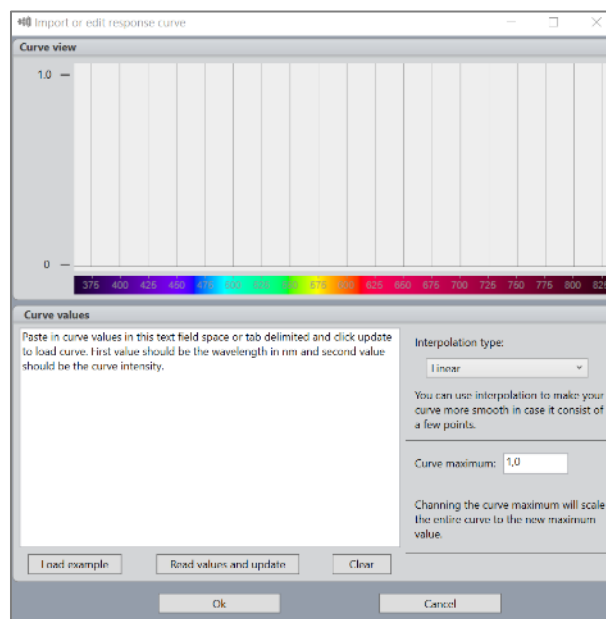 Import or edit response curve
Curve view
1.0
0
375 400 425 450 475 500 525 550 575 600 625 650 675 700 725 750 775 800 825
Curve values
Paste in curve values in this text field space or tab delimited and click update
to load curve. First value should be the wavelength in nm and second value
should be the curve intensity.
Interpolation type:
Linear
You can use interpolation to make your
curve more smooth in case it consist of
a few points.
Curve maximum: 1,0
Channing the curve maximum will scale
the entire curve to the new maximum
value.
Load example Read values and update Clear
Ok Cancel